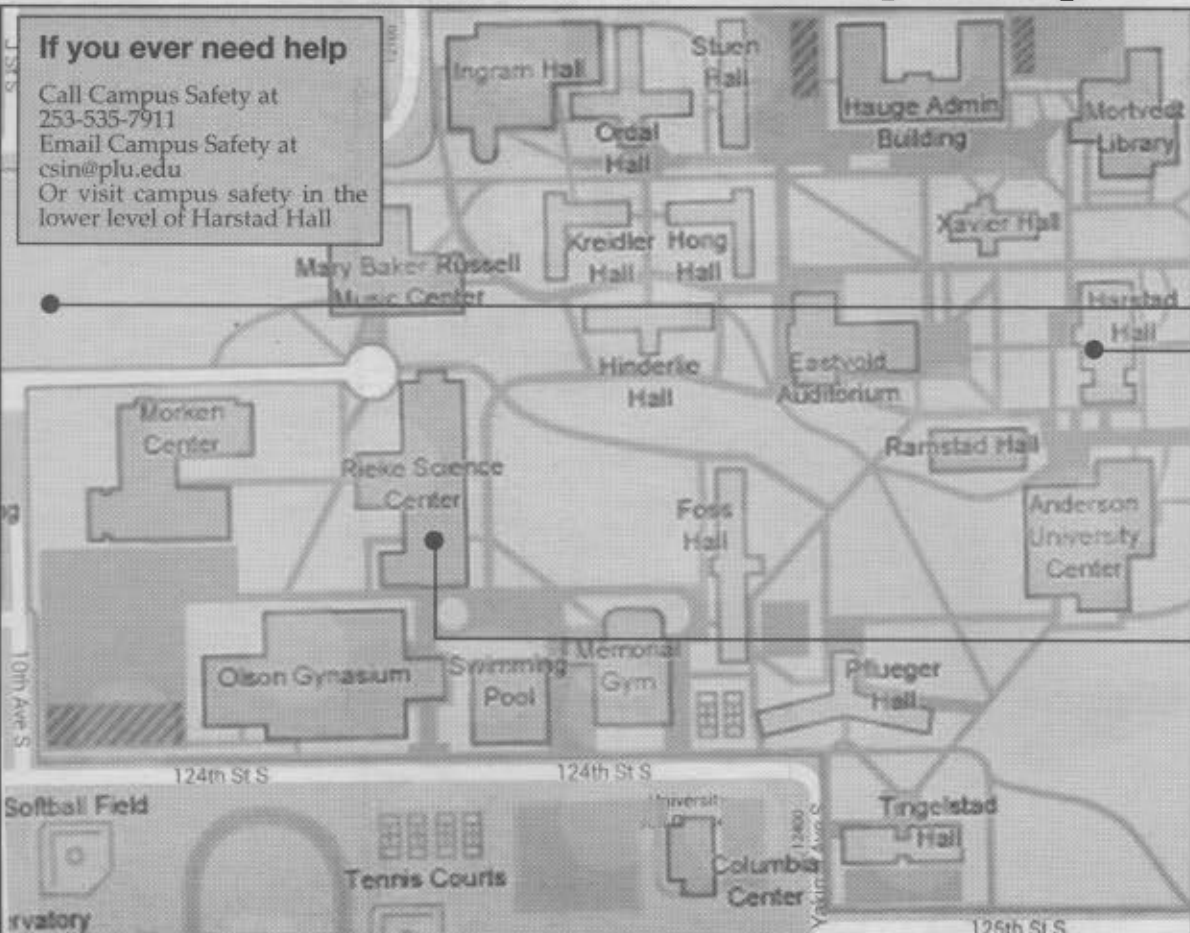 If you ever need help
Call Campus Safety at
253-535-7911
Email Campus Safety at
csin@plu.edu
Or visit campus safety in the
lower level of Harstad Hall
J St S
12100
Ingram Hall
Stuen
Hall
Ordal
Hall
Hauge Admin
Building
Mortvedt
Library
Kreidler
Hall
Hong
Hall
Xavier Hall
Mary Baker Russell
Music Center
Harstad
Hall
Hinderlie
Hall
Eastvold
Auditorium
Morken
Center
Ramstad Hall
Rieke Science
Center
Foss
Hall
Anderson
University
Center
Olson Gynasium
Swimming
Pool
Memorial
Gym
Pflueger
Hall
10th Ave S
124th St S
124th St S
Softball Field
Tennis Courts
Columbia
Center
12400
Tingelstad
Hall
125th St S